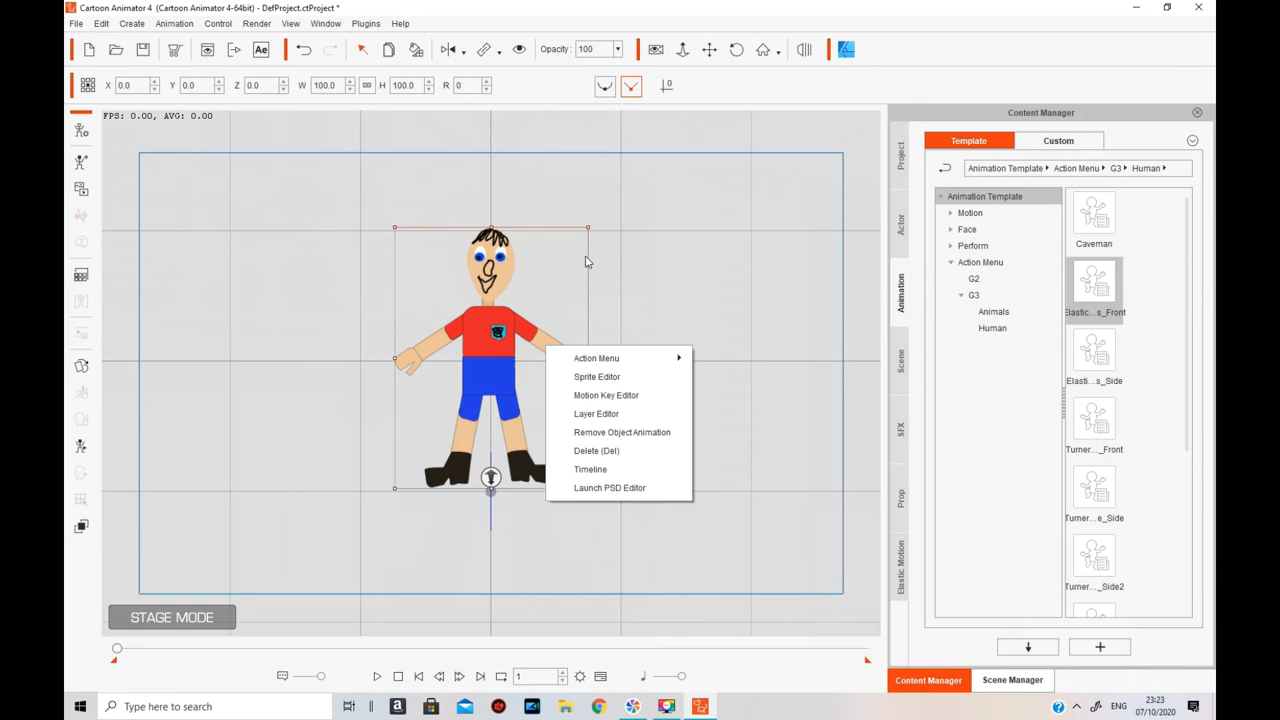 Cartoon Animator 4 (Cartoon Animator 4-64bit) - DefProject.ctProject *
File Edit Create Animation Control Render View Window Plugins Help
Ae Opacity : 100
X 0.0 Y 0.0 Z 0.0 W 100.0 H 100.0 R 0
FPS: 0.00, AVG: 0.00
Content Manager
Template Custom
Animation Template Action Menu G3 Human
Project
Actor
Animation
Scene
SFX
Prop
Elastic Motion
Animation Template
Motion
Face
Perform
Action Menu
G2
G3
Animals
Human
Caveman
Elastic...s_Front
Elasti...s_Side
Turner..._Front
Turner...e_Side
Turner..._Side2
Action Menu
Sprite Editor
Motion Key Editor
Layer Editor
Remove Object Animation
Delete (Del)
Timeline
Launch PSD Editor
STAGE MODE
1
Content Manager Scene Manager
Type here to search
ENG
23:23
07/10/2020